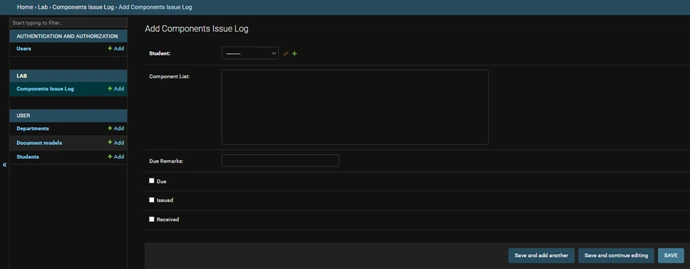 Home › Lab › Components Issue Log › Add Components Issue Log
Start typing to filter...
AUTHENTICATION AND AUTHORIZATION
Users + Add
LAB
Components Issue Log + Add
USER
Departments + Add
Document models + Add
Students + Add
«
Add Components Issue Log
Student: ---------
Component List:
Due Remarks:
Due
Issued
Received
Save and add another
Save and continue editing
SAVE